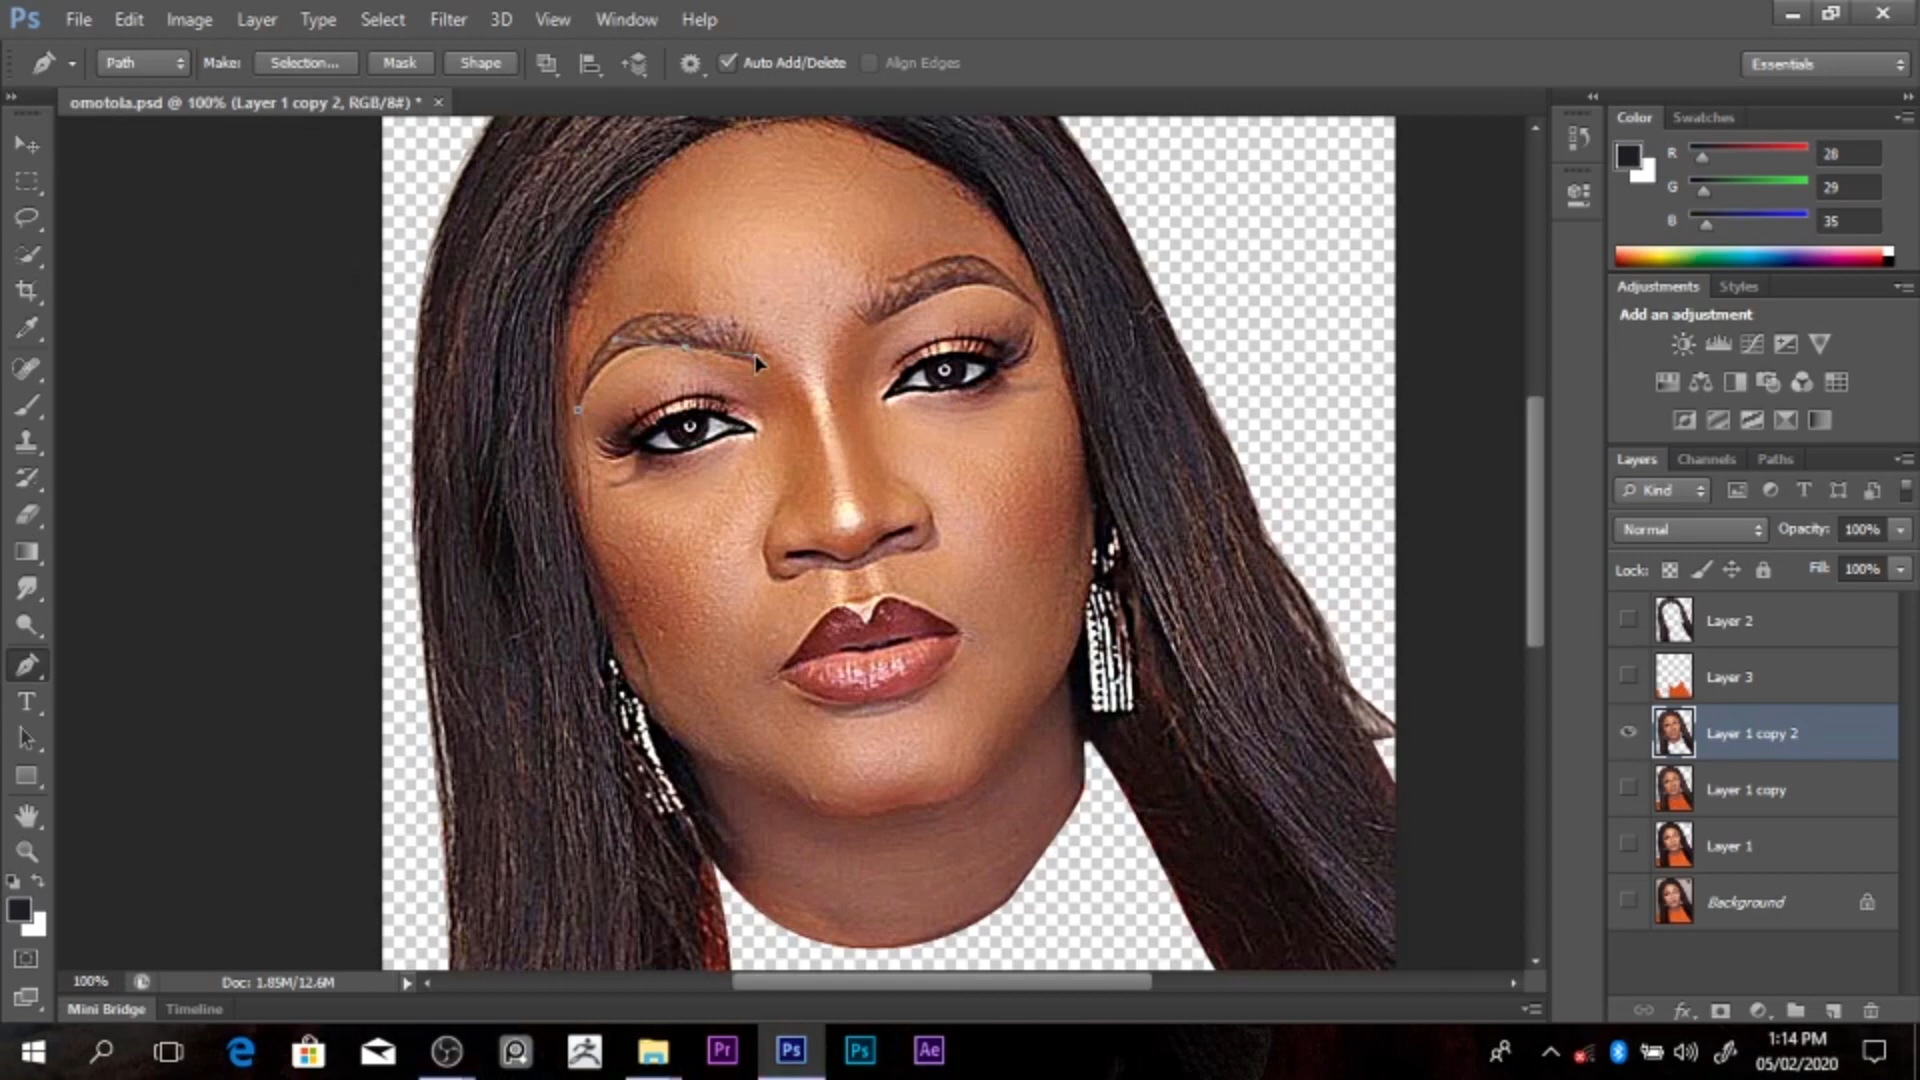 Ps File Edit Image Layer Type Select Filter 3D View Window Help
Path Make: Selection... Mask Shape Auto Add/Delete Align Edges Essentials
omotola.psd @ 100% (Layer 1 copy 2, RGB/8#) * ×
Color Swatches
R 28
G 29
B 35
Adjustments Styles
Add an adjustment
Layers Channels Paths
Kind
Normal Opacity: 100%
Lock: Fill: 100%
Layer 2
Layer 3
Layer 1 copy 2
Layer 1 copy
Layer 1
Background
100% Doc: 1.85M/12.6M
Mini Bridge Timeline
Pr Ps Ps Ae
1:14 PM
05/02/2020